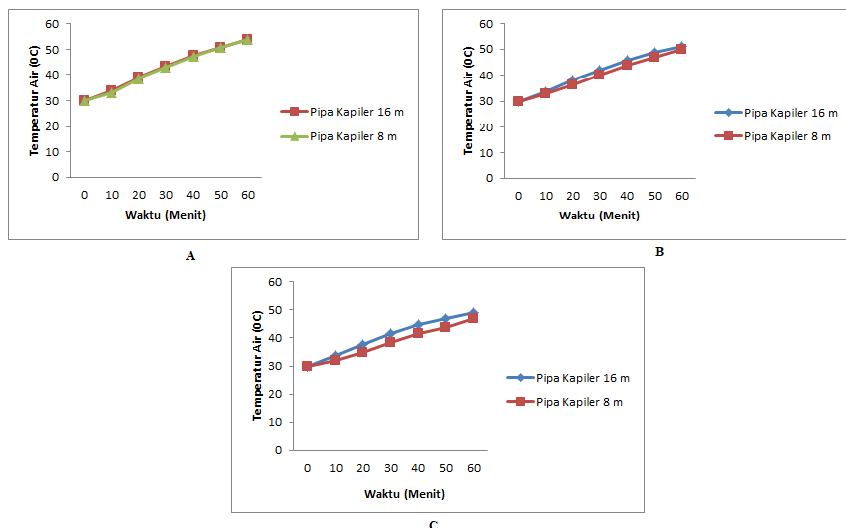 60
50
40
30
20
10
0
Temperatur Air (0C)
0 10 20 30 40 50 60
Waktu (Menit)
Pipa Kapiler 16 m
Pipa Kapiler 8 m
A
60
50
40
30
20
10
0
Temperatur Air (0C)
0 10 20 30 40 50 60
Waktu (Menit)
Pipa Kapiler 16 m
Pipa Kapiler 8 m
B
60
50
40
30
20
10
0
Temperatur Air (0C)
0 10 20 30 40 50 60
Waktu (Menit)
Pipa Kapiler 16 m
Pipa Kapiler 8 m
C